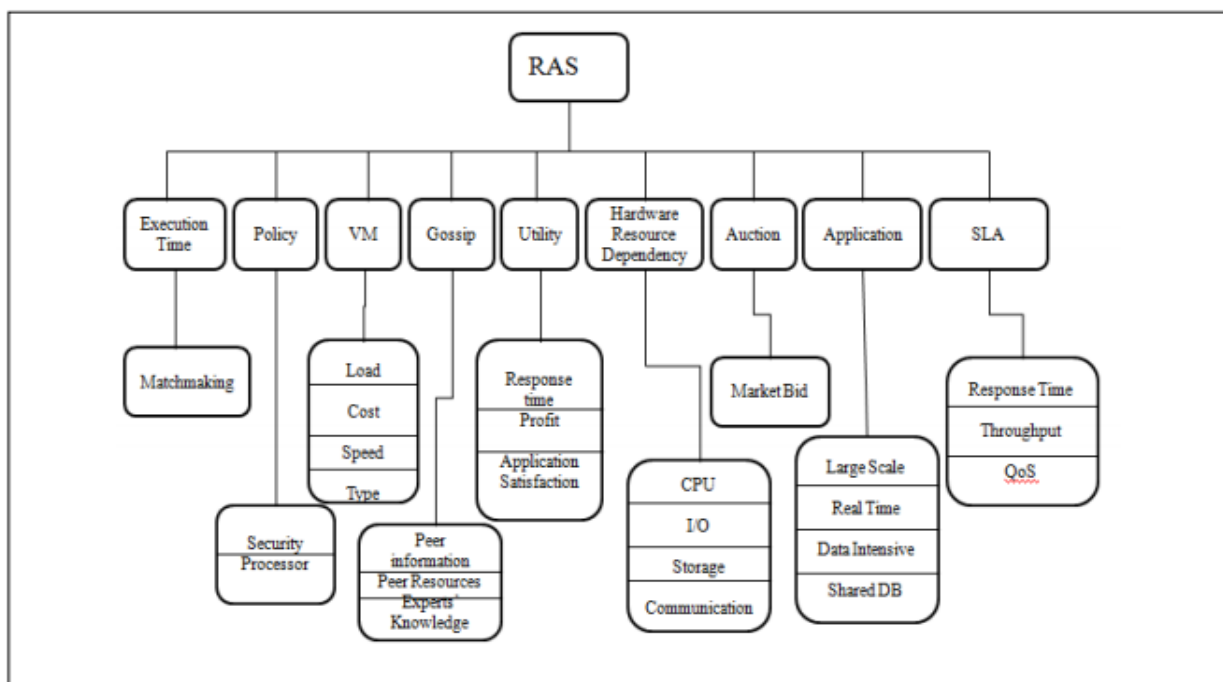 RAS
Execution
Time
Policy
VM
Gossip
Utility
Hardware
Resource
Dependency
Auction
Application
SLA
Matchmaking
Load
Cost
Speed
Type
Response
time
Profit
Application
Satisfaction
Market Bid
Response Time
Throughput
QoS
Security
Processor
Peer
information
Peer Resources
Experts'
Knowledge
CPU
I/O
Storage
Communication
Large Scale
Real Time
Data Intensive
Shared DB